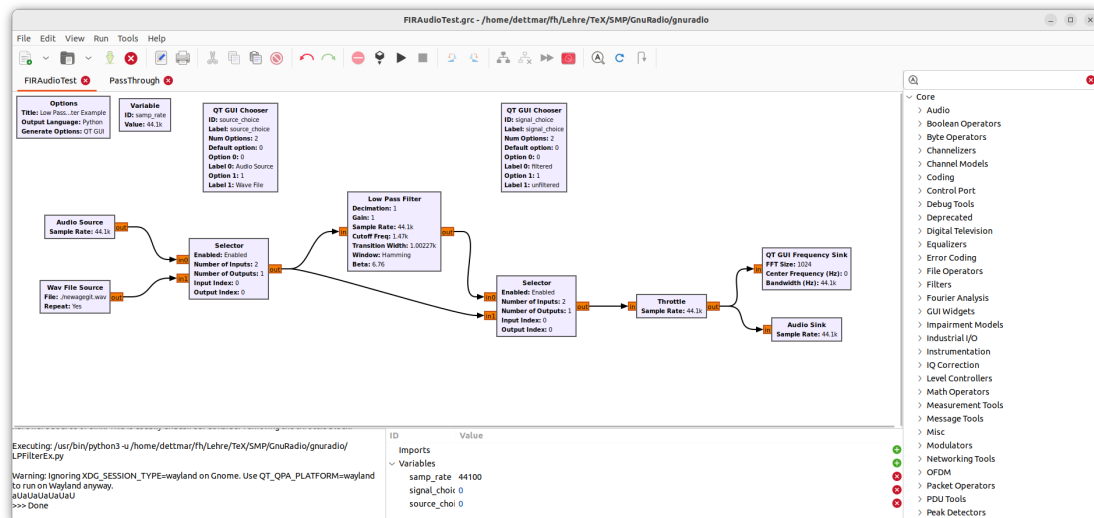 FIRAudioTest.grc - /home/dettmar/fh/Lehre/TeX/SMP/GnuRadio/gnuradio
File Edit View Run Tools Help
FIRAudioTest PassThrough
Options
Title: Low Pass...ter Example
Output Language: Python
Generate Options: QT GUI
Variable
ID: samp_rate
Value: 44.1k
QT GUI Chooser
ID: source_choice
Label: source_choice
Num Options: 2
Default option: 0
Option 0: 0
Label 0: Audio Source
Option 1: 1
Label 1: Wave File
QT GUI Chooser
ID: signal_choice
Label: signal_choice
Num Options: 2
Default option: 0
Option 0: 0
Label 0: filtered
Option 1: 1
Label 1: unfiltered
Audio Source
Sample Rate: 44.1k
out
Wav File Source
File: ./newagegit.wav
Repeat: Yes
out
in0
in1
Selector
Enabled: Enabled
Number of Inputs: 2
Number of Outputs: 1
Input Index: 0
Output Index: 0
out
in
Low Pass Filter
Decimation: 1
Gain: 1
Sample Rate: 44.1k
Cutoff Freq: 1.47k
Transition Width: 1.00227k
Window: Hamming
Beta: 6.76
out
in0
in1
Selector
Enabled: Enabled
Number of Inputs: 2
Number of Outputs: 1
Input Index: 0
Output Index: 0
out
in
Throttle
Sample Rate: 44.1k
out
in
QT GUI Frequency Sink
FFT Size: 1024
Center Frequency (Hz): 0
Bandwidth (Hz): 44.1k
in
Audio Sink
Sample Rate: 44.1k
Core
Audio
Boolean Operators
Byte Operators
Channelizers
Channel Models
Coding
Control Port
Debug Tools
Deprecated
Digital Television
Equalizers
Error Coding
File Operators
Filters
Fourier Analysis
GUI Widgets
Impairment Models
Industrial I/O
Instrumentation
IQ Correction
Level Controllers
Math Operators
Measurement Tools
Message Tools
Misc
Modulators
Networking Tools
OFDM
Packet Operators
PDU Tools
Peak Detectors
Executing: /usr/bin/python3 -u /home/dettmar/fh/Lehre/TeX/SMP/GnuRadio/gnuradio/
LPFilterEx.py
Warning: Ignoring XDG_SESSION_TYPE=wayland on Gnome. Use QT_QPA_PLATFORM=wayland
to run on Wayland anyway.
aUaUaUaUaUaU
>>> Done
ID Value
Imports
Variables
samp_rate 44100
signal_choi 0
source_choi 0